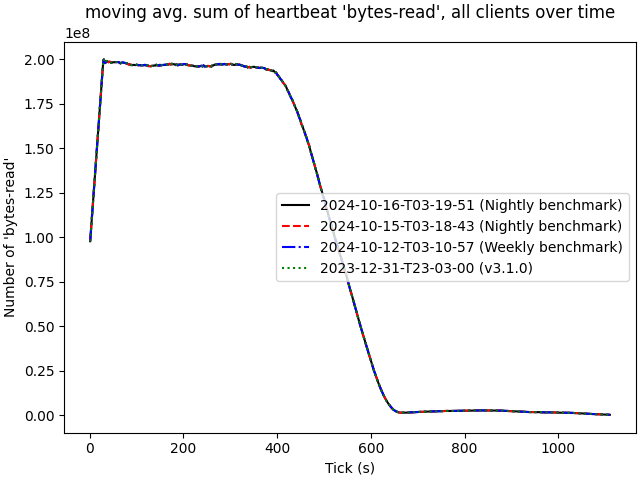 moving avg. sum of heartbeat 'bytes-read', all clients over time
1e8
2.00
1.75
1.50
1.25
1.00
0.75
0.50
0.25
0.00
Number of 'bytes-read'
2024-10-16-T03-19-51 (Nightly benchmark)
2024-10-15-T03-18-43 (Nightly benchmark)
2024-10-12-T03-10-57 (Weekly benchmark)
2023-12-31-T23-03-00 (v3.1.0)
0 200 400 600 800 1000
Tick (s)